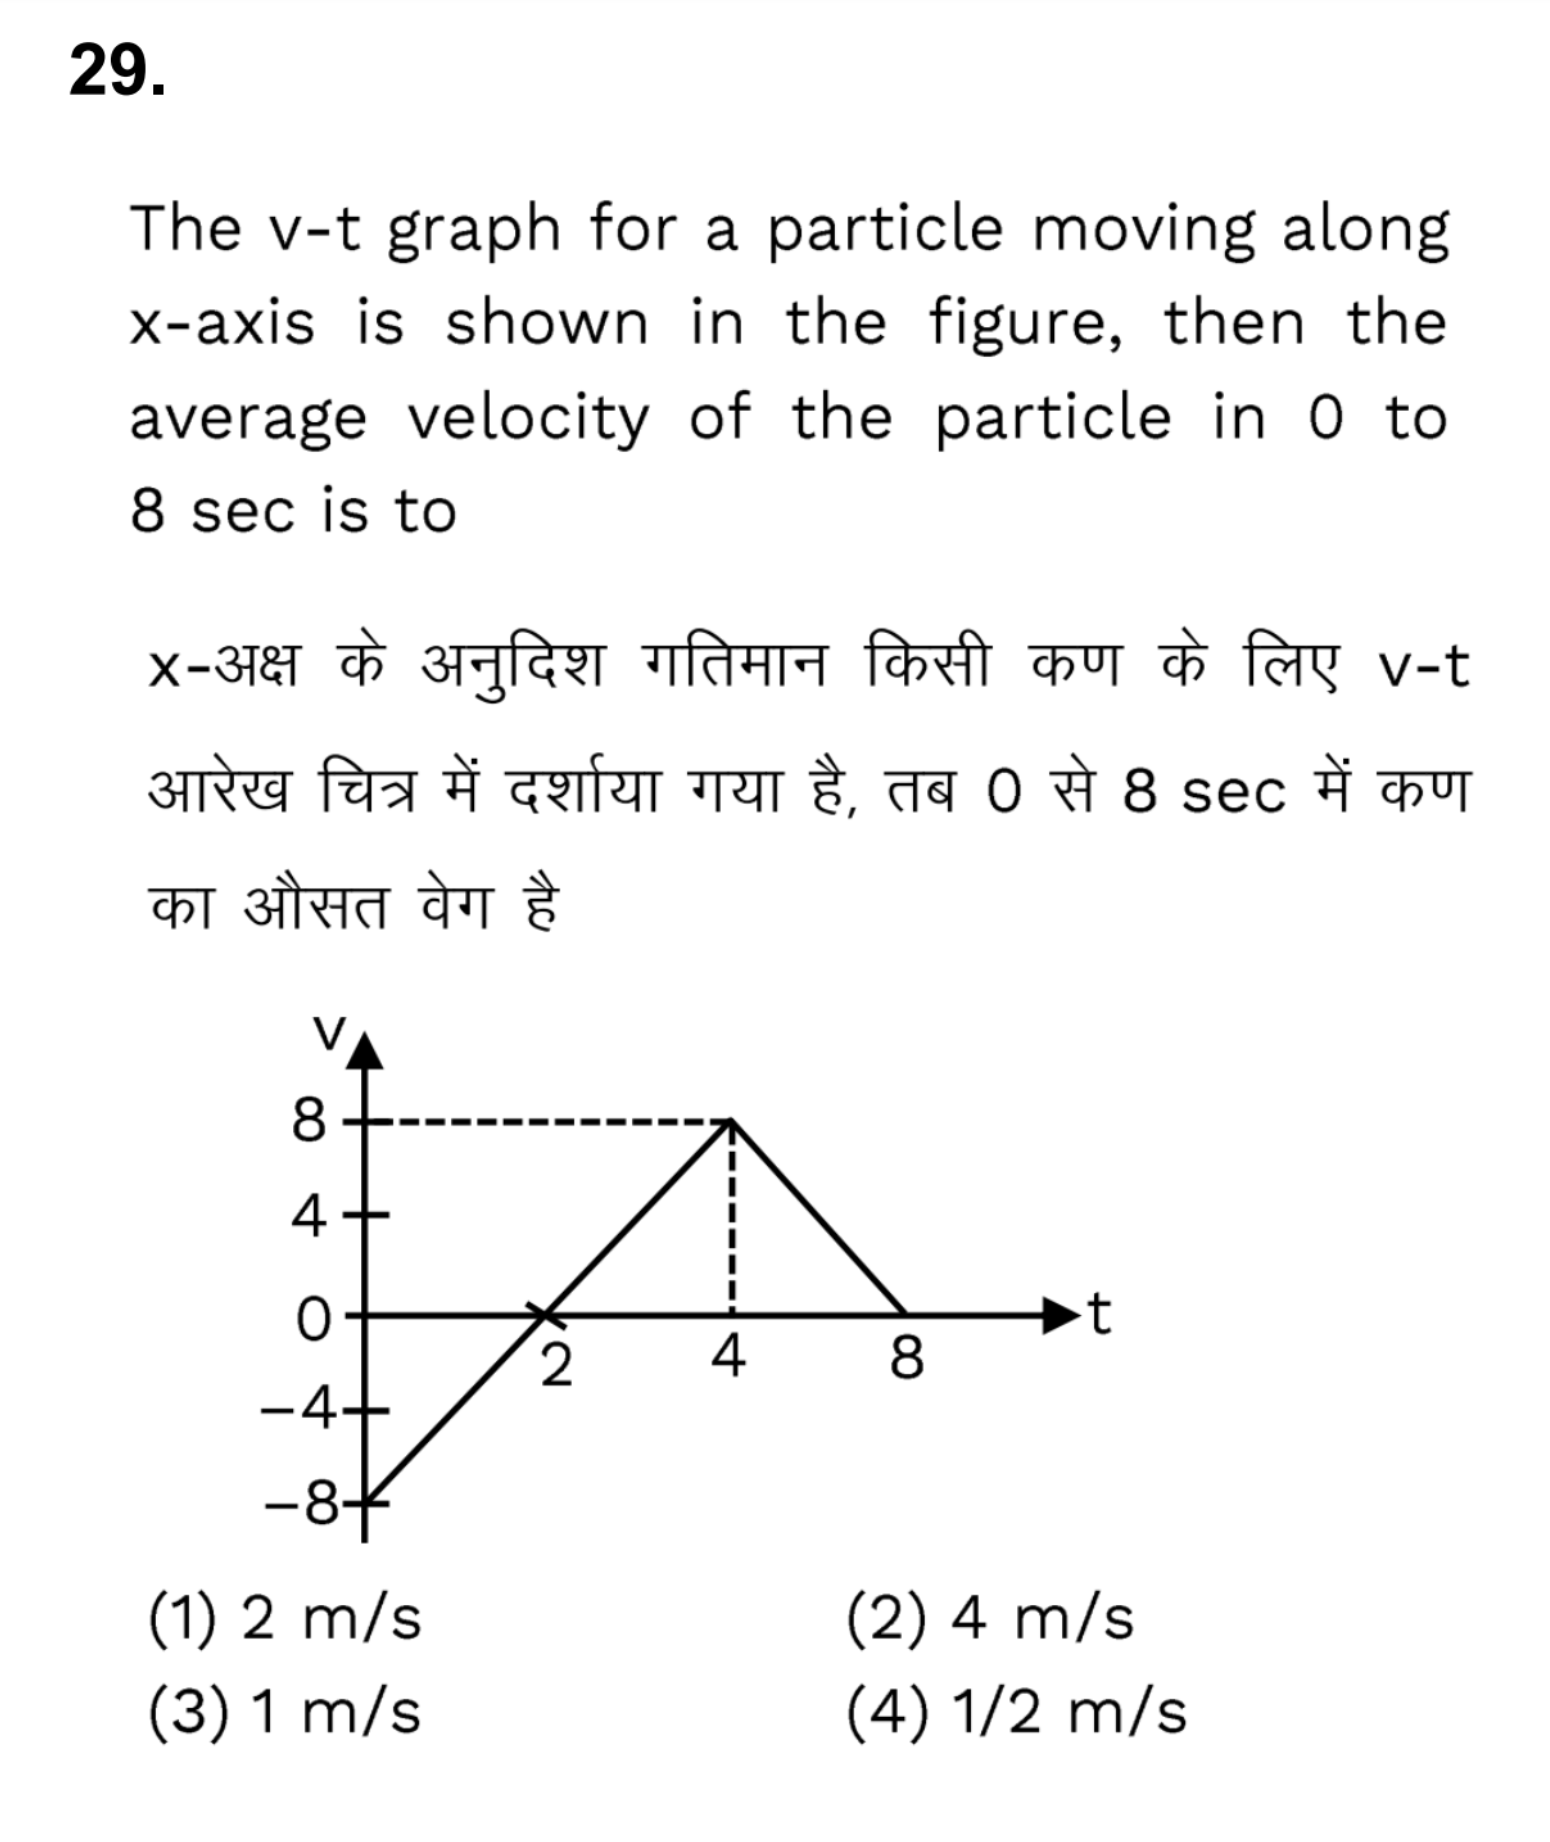 29.
The v-t graph for a particle moving along
x-axis is shown in the figure, then the
average velocity of the particle in 0 to
8 sec is to
x-अक्ष के अनुदिश गतिमान किसी कण के लिए v-t
आरेख चित्र में दर्शाया गया है, तब 0 से 8 sec में कण
का औसत वेग है
v
8
4
0
t
2 4 8
-4
-8
(1) 2 m/s (2) 4 m/s
(3) 1 m/s (4) 1/2 m/s